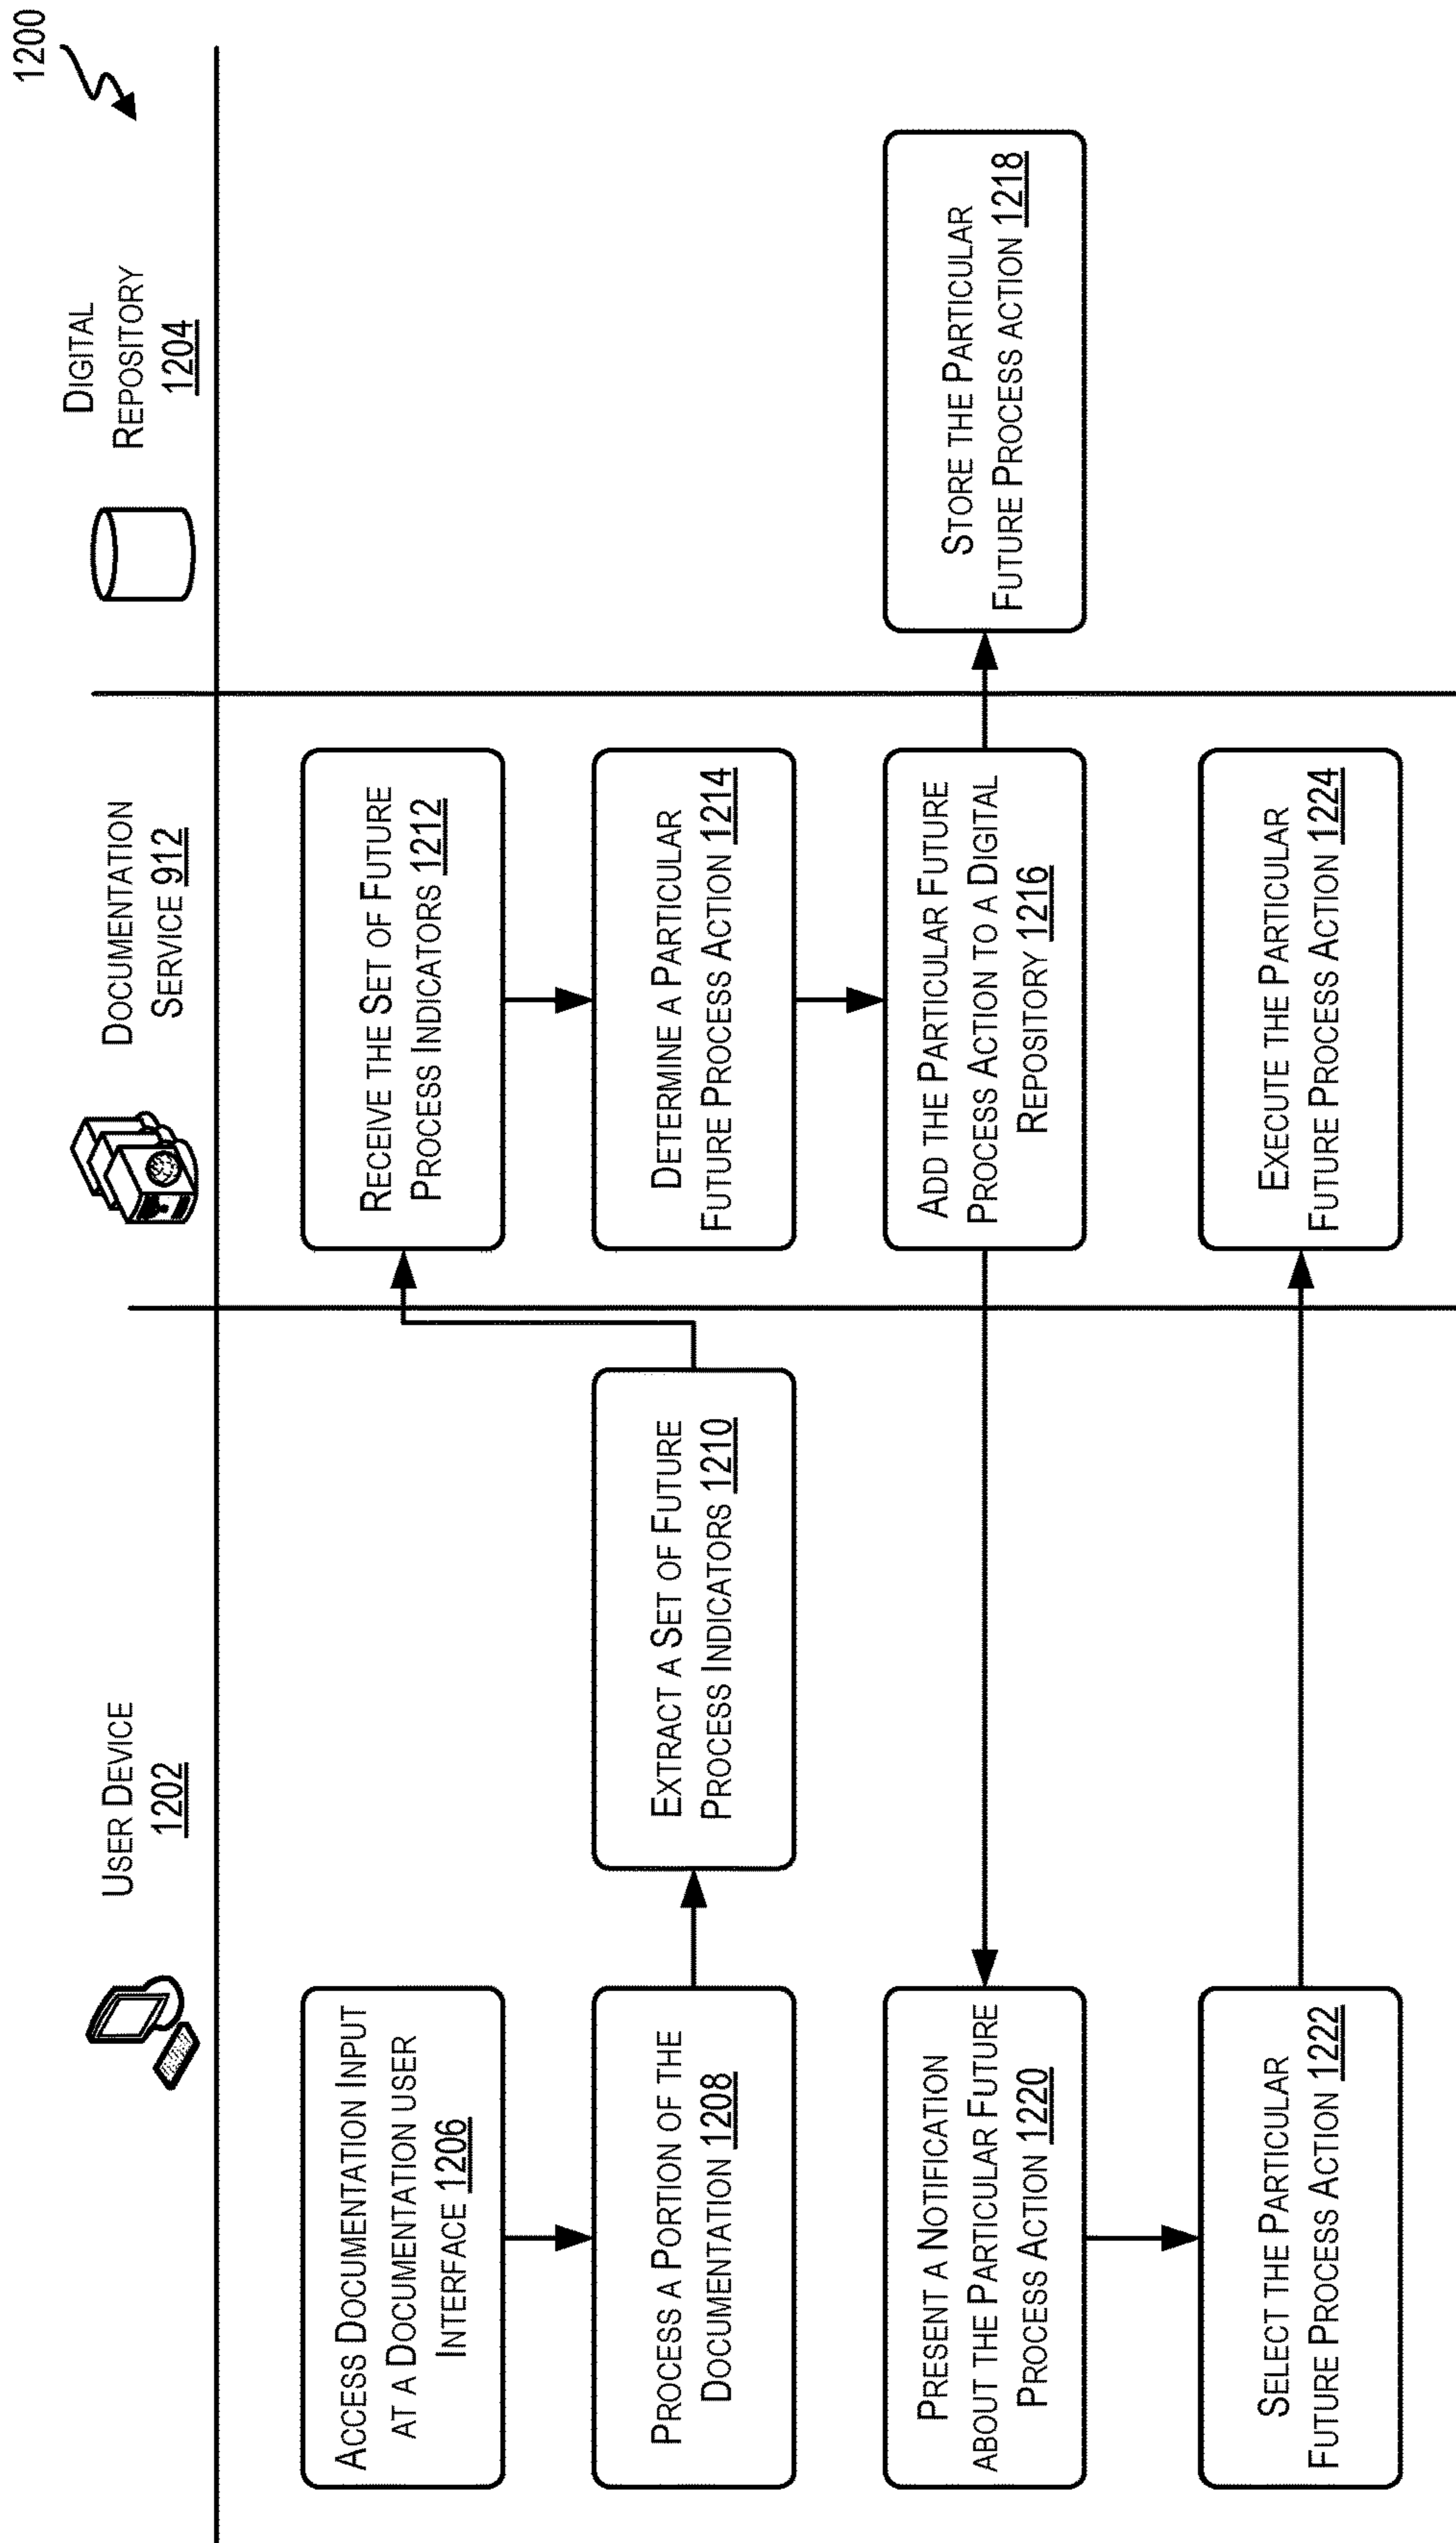 1200
USER DEVICE
1202
DOCUMENTATION
SERVICE 912
DIGITAL
REPOSITORY
1204
ACCESS DOCUMENTATION INPUT
AT A DOCUMENTATION USER
INTERFACE 1206
PROCESS A PORTION OF THE
DOCUMENTATION 1208
EXTRACT A SET OF FUTURE
PROCESS INDICATORS 1210
RECEIVE THE SET OF FUTURE
PROCESS INDICATORS 1212
DETERMINE A PARTICULAR
FUTURE PROCESS ACTION 1214
ADD THE PARTICULAR FUTURE
PROCESS ACTION TO A DIGITAL
REPOSITORY 1216
STORE THE PARTICULAR
FUTURE PROCESS ACTION 1218
PRESENT A NOTIFICATION
ABOUT THE PARTICULAR FUTURE
PROCESS ACTION 1220
SELECT THE PARTICULAR
FUTURE PROCESS ACTION 1222
EXECUTE THE PARTICULAR
FUTURE PROCESS ACTION 1224